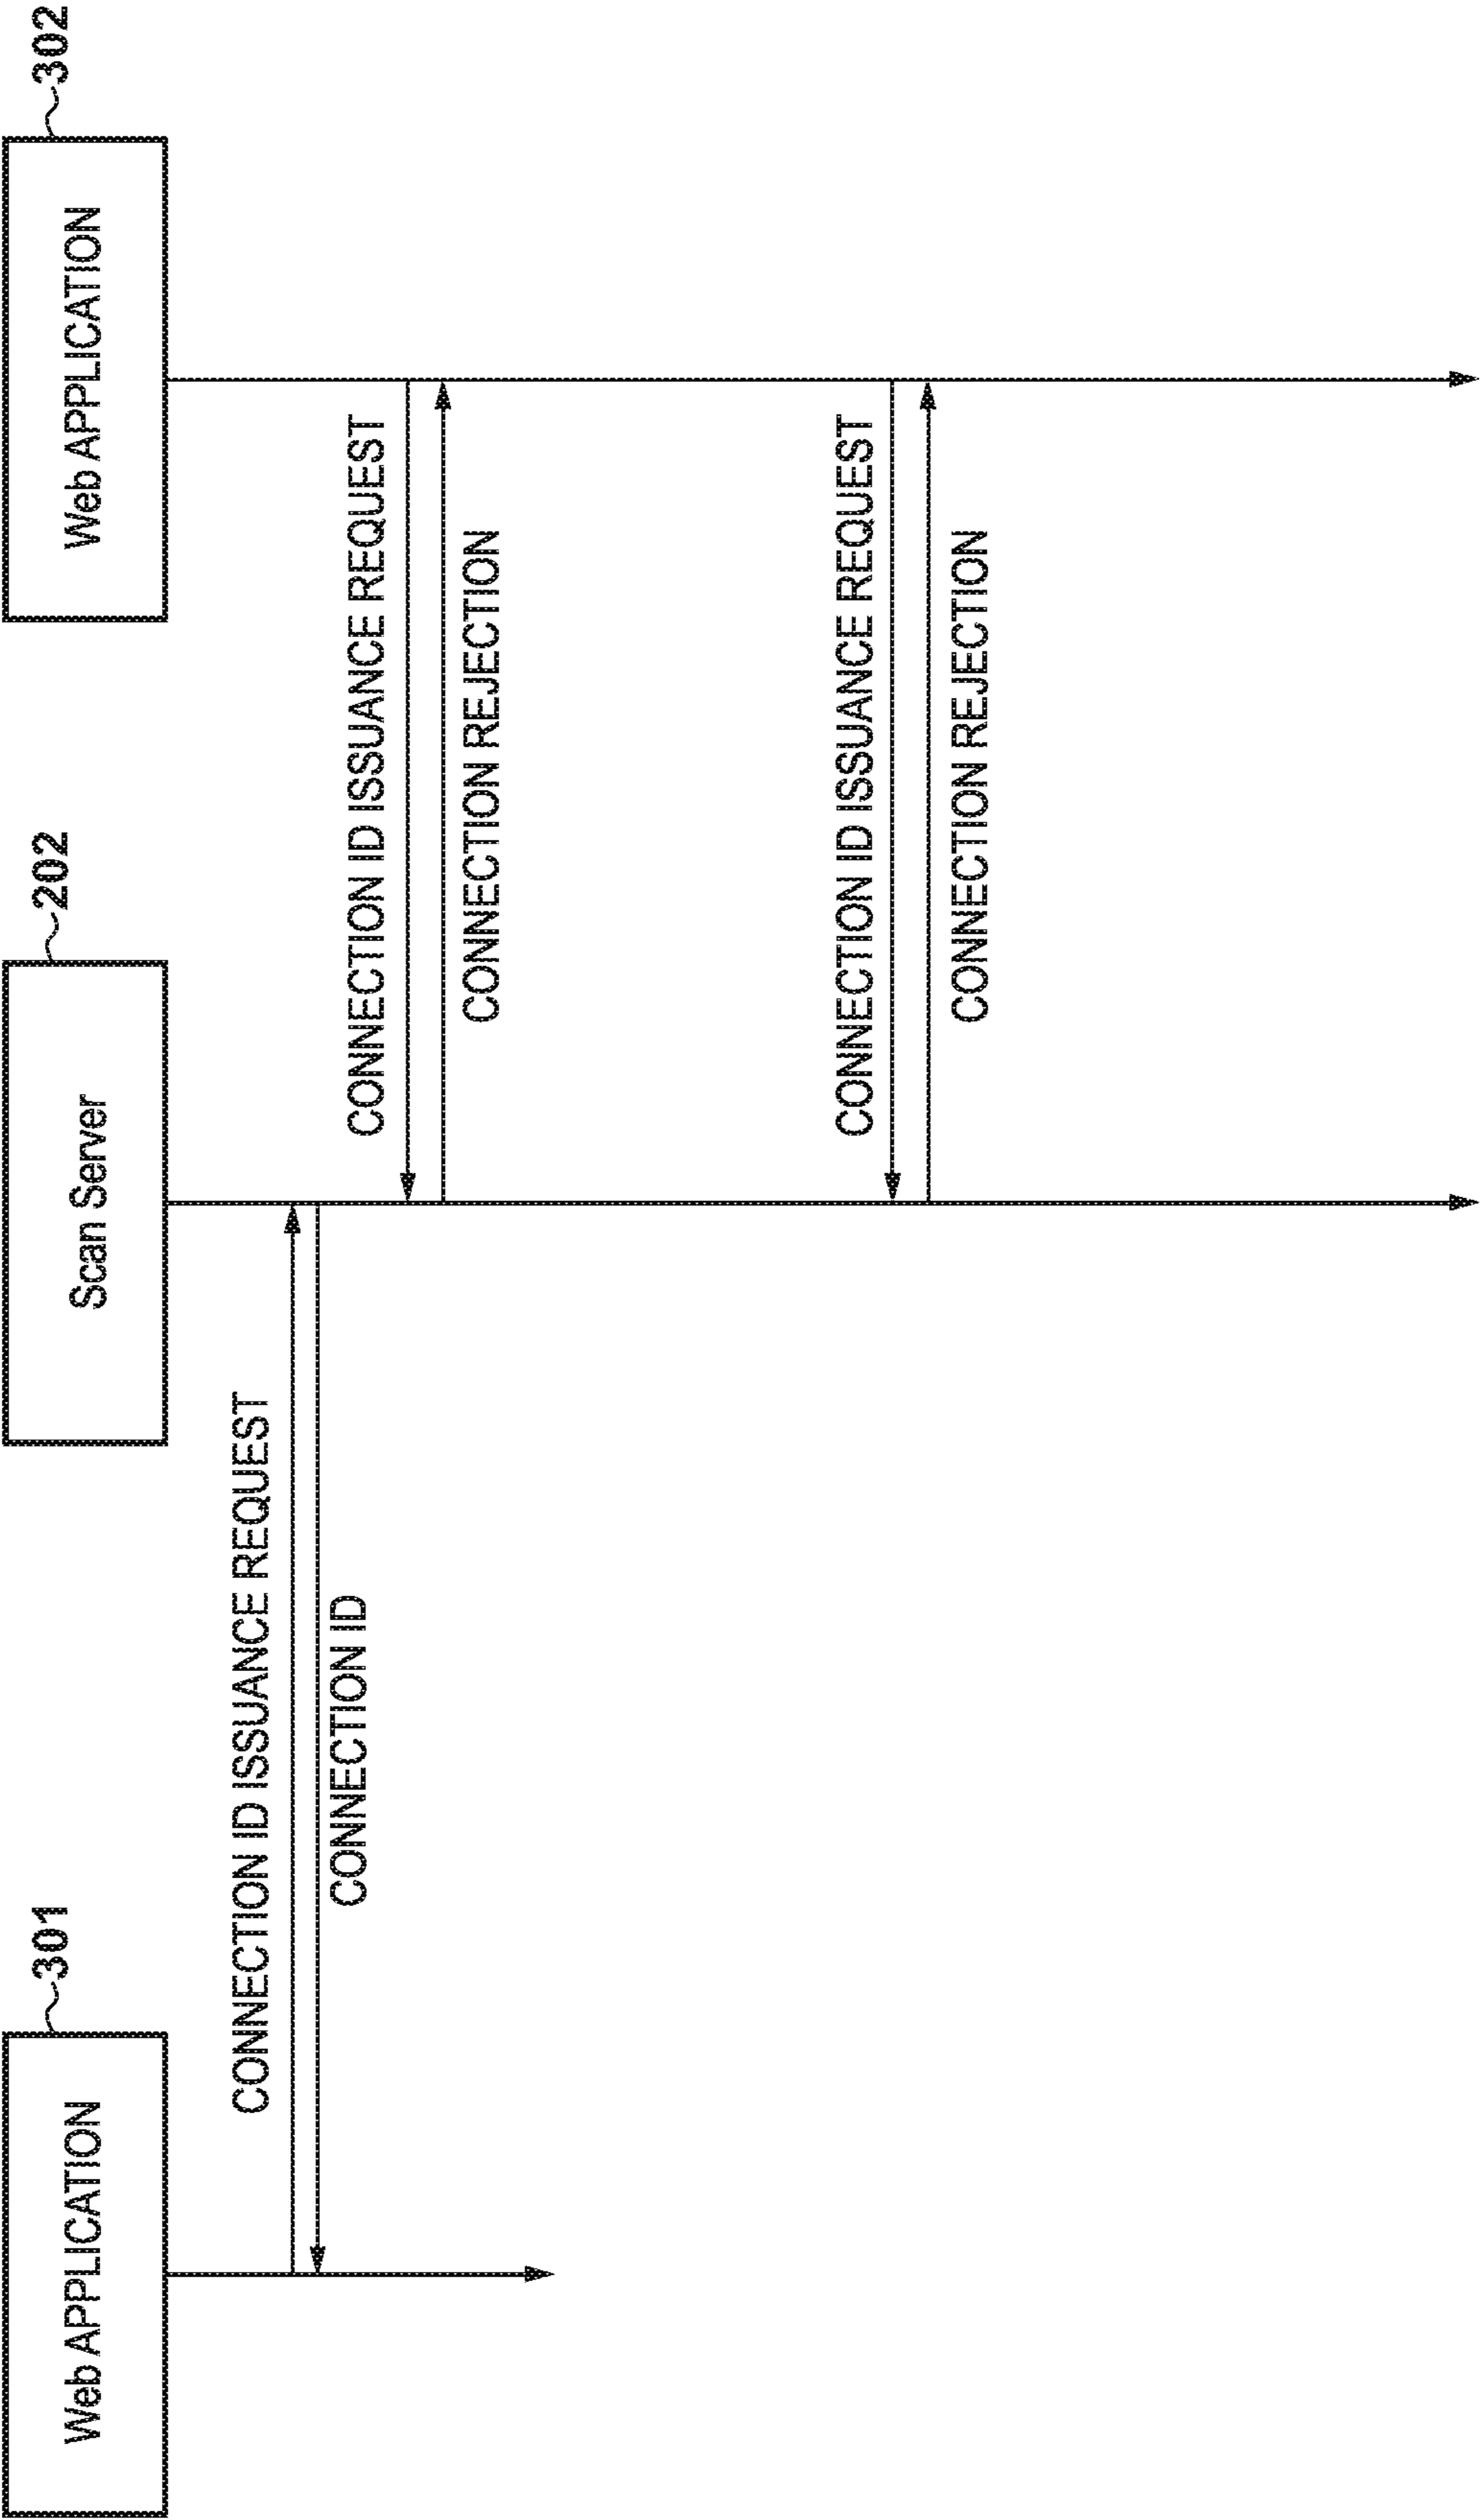 301
Web APPLICATION
202
Scan Server
302
Web APPLICATION
CONNECTION ID ISSUANCE REQUEST
CONNECTION ID
CONNECTION ID ISSUANCE REQUEST
CONNECTION REJECTION
CONNECTION ID ISSUANCE REQUEST
CONNECTION REJECTION